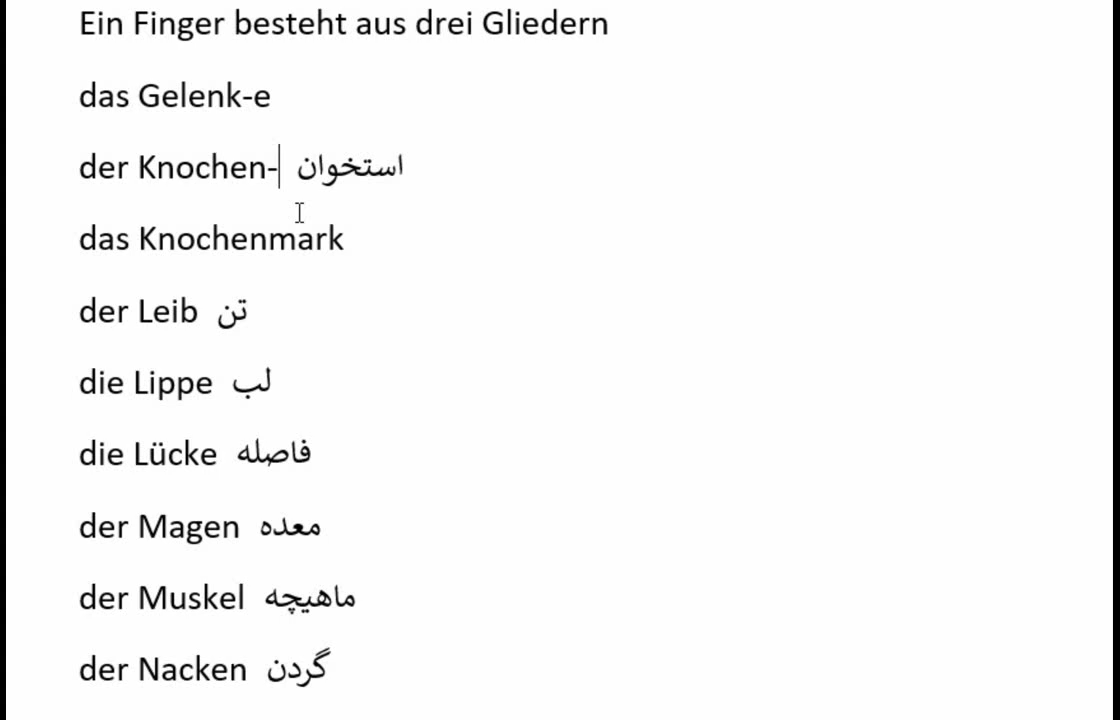 Ein Finger besteht aus drei Gliedern
das Gelenk-e
der Knochen- استخوان
das Knochenmark
der Leib تن
die Lippe لب
die Lücke فاصله
der Magen معده
der Muskel ماهیچه
der Nacken گردن